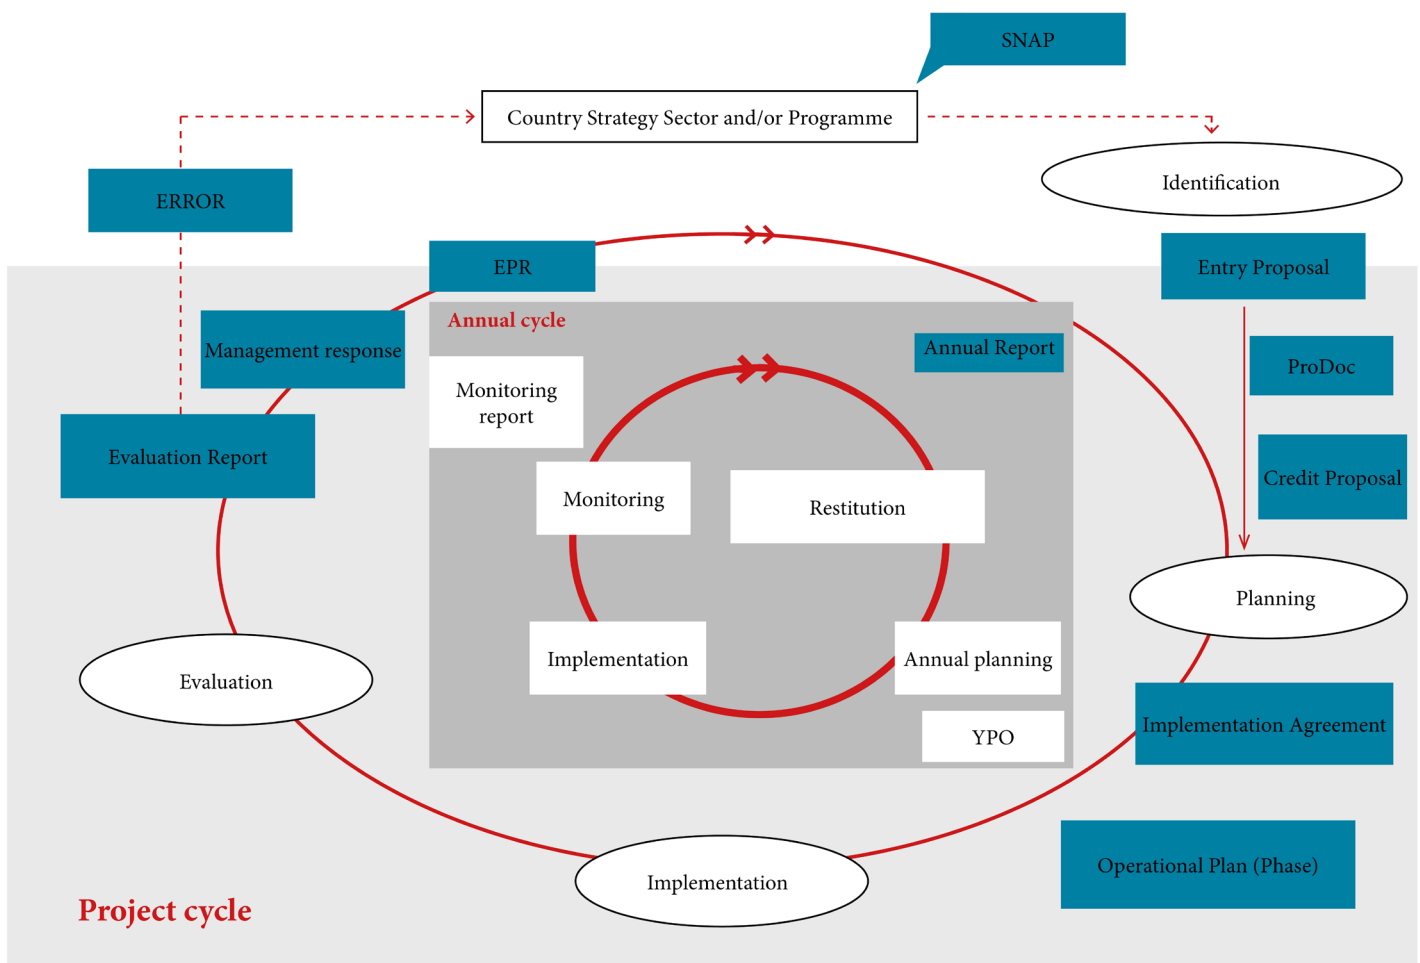 SNAP
Country Strategy Sector and/or Programme
Identification
ERROR
EPR
Entry Proposal
Management response
Annual cycle
Annual Report
ProDoc
Monitoring
report
Evaluation Report
Credit Proposal
Monitoring
Restitution
Planning
Implementation
Annual planning
Evaluation
YPO
Implementation Agreement
Operational Plan (Phase)
Implementation
Project cycle